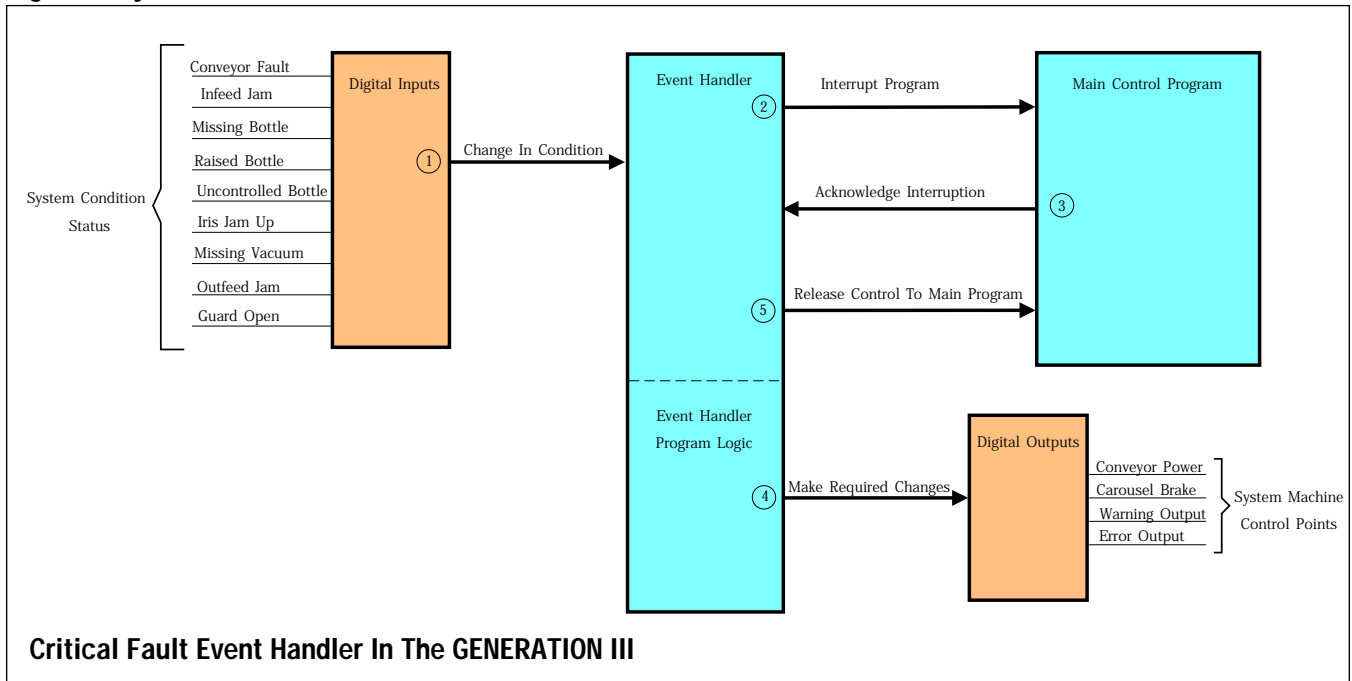 Conveyor Fault
Infeed Jam
Missing Bottle
Raised Bottle
Uncontrolled Bottle
Iris Jam Up
Missing Vacuum
Outfeed Jam
Guard Open
System Condition
Status
Digital Inputs
1
Change In Condition
Event Handler
2
Interrupt Program
Main Control Program
Acknowledge Interruption
3
Release Control To Main Program
5
Event Handler
Program Logic
4
Make Required Changes
Digital Outputs
Conveyor Power
Carousel Brake
Warning Output
Error Output
System Machine
Control Points
Critical Fault Event Handler In The GENERATION III